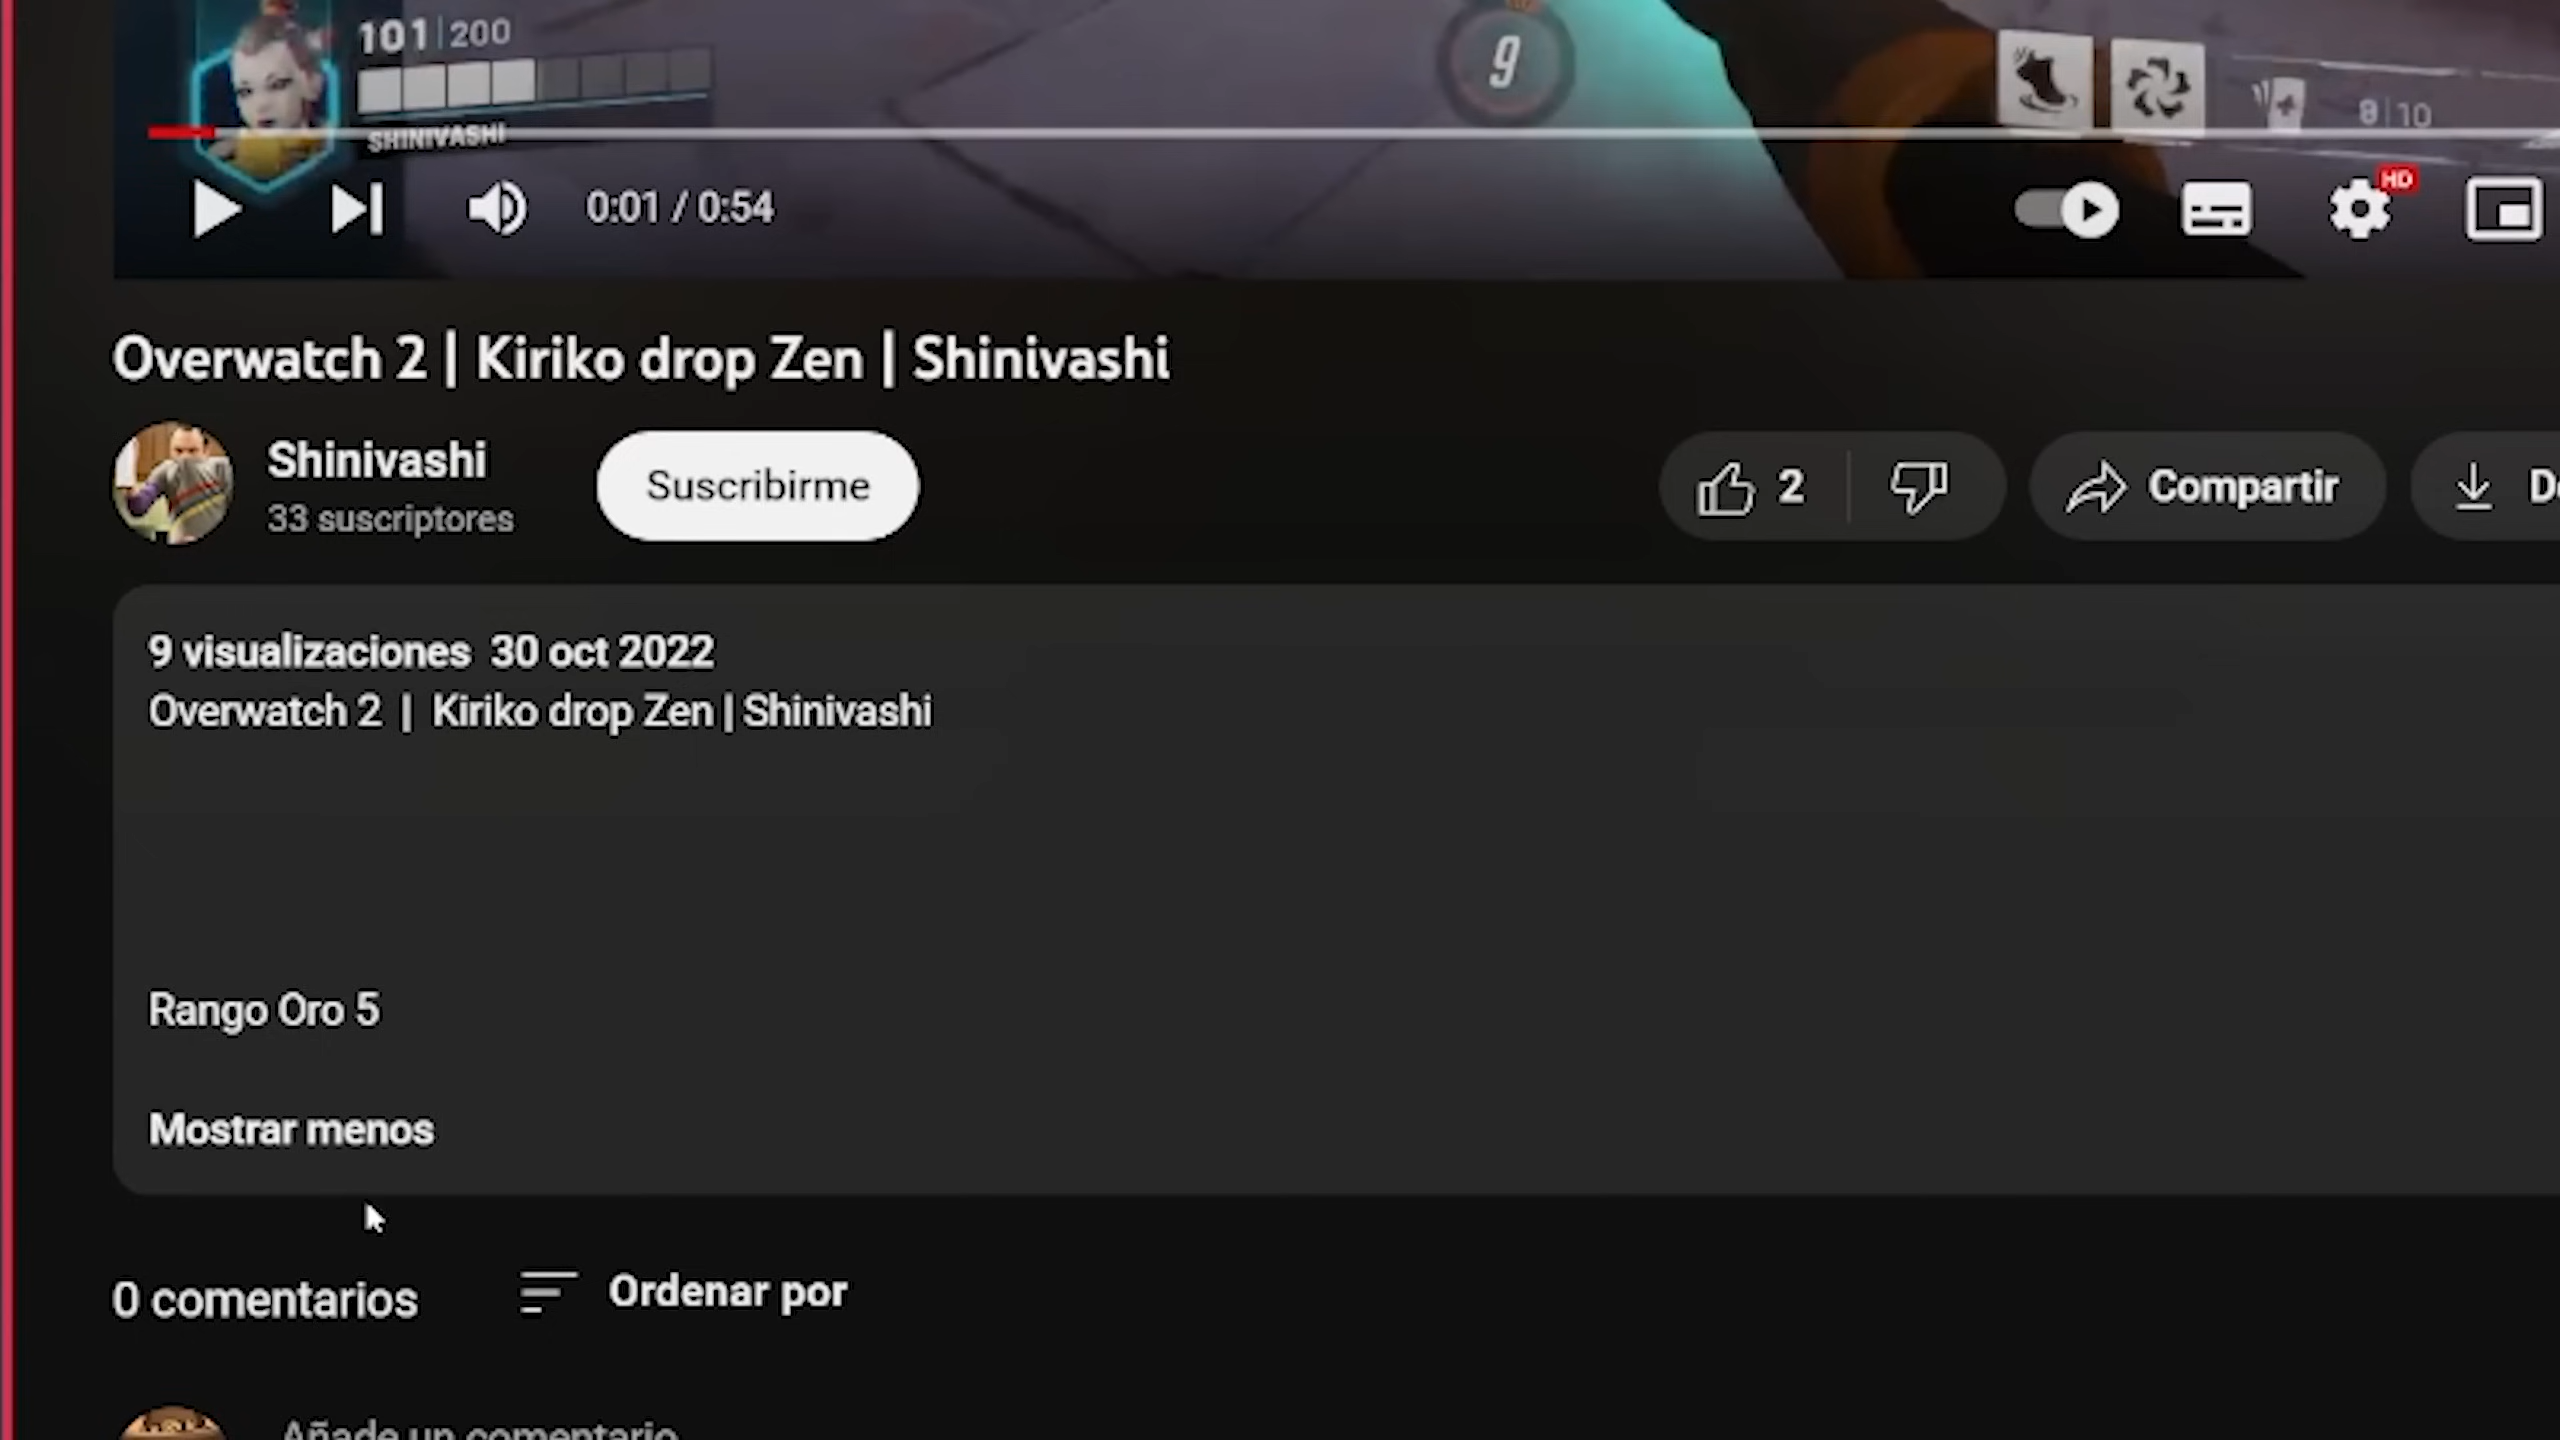 101|200
SHINIVASHI
9
8|10
0:01 / 0:54
HD
Overwatch 2 | Kiriko drop Zen | Shinivashi
Shinivashi
33 suscriptores
Suscribirme
2
Compartir
9 visualizaciones 30 oct 2022
Overwatch 2 | Kiriko drop Zen | Shinivashi
Rango Oro 5
Mostrar menos
0 comentarios
Ordenar por
Añade un comentario